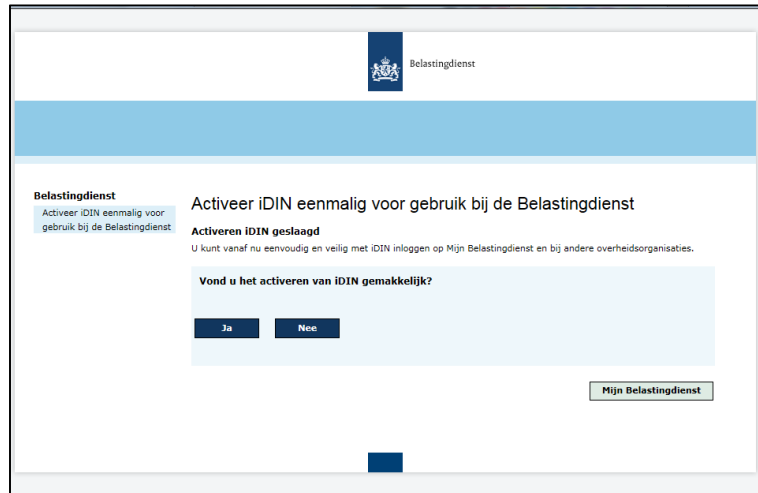 Belastingdienst
Belastingdienst
Activeer iDIN eenmalig voor
gebruik bij de Belastingdienst
Activeer iDIN eenmalig voor gebruik bij de Belastingdienst
Activeren iDIN geslaagd
U kunt vanaf nu eenvoudig en veilig met iDIN inloggen op Mijn Belastingdienst en bij andere overheidsorganisaties.
Vond u het activeren van iDIN gemakkelijk?
Ja
Nee
Mijn Belastingdienst